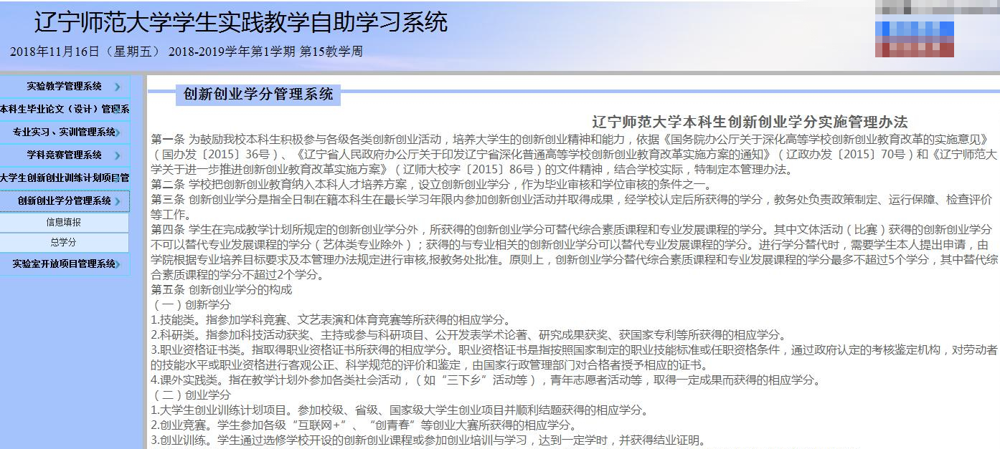 辽宁师范大学学生实践教学自助学习系统
2018年11月16日（星期五） 2018-2019学年第1学期 第15教学周
实验教学管理系统
本科生毕业论文（设计）管理系
专业实习、实训管理系统
学科竞赛管理系统
大学生创新创业训练计划项目管
创新创业学分管理系统
信息填报
总学分
实验室开放项目管理系统
创新创业学分管理系统
辽宁师范大学本科生创新创业学分实施管理办法
第一条 为鼓励我校本科生积极参与各级各类创新创业活动，培养大学生的创新创业精神和能力，依据《国务院办公厅关于深化高等学校创新创业教育改革的实施意见》
（国办发〔2015〕36号）、《辽宁省人民政府办公厅关于印发辽宁省深化普通高等学校创新创业教育改革实施方案的通知》（辽政办发〔2015〕70号）和《辽宁师范大
学关于进一步推进创新创业教育改革实施方案》（辽师大校字〔2015〕86号）的文件精神，结合学校实际，特制定本管理办法。
第二条 学校把创新创业教育纳入本科人才培养方案，设立创新创业学分，作为毕业审核和学位审核的条件之一。
第三条 创新创业学分是指全日制在籍本科生在最长学习年限内参加创新创业活动并取得成果，经学校认定后所获得的学分，教务处负责政策制定、运行保障、检查评价
等工作。
第四条 学生在完成教学计划所规定的创新创业学分外，所获得的创新创业学分可替代综合素质课程和专业发展课程的学分。其中文体活动（比赛）获得的创新创业学分
不可以替代专业发展课程的学分（艺体类专业除外）；获得的与专业相关的创新创业学分可以替代专业发展课程的学分。进行学分替代时，需要学生本人提出申请，由
学院根据专业培养目标要求及本管理办法规定进行审核,报教务处批准。原则上，创新创业学分替代综合素质课程和专业发展课程的学分最多不超过5个学分，其中替代综
合素质课程的学分不超过2个学分。
第五条 创新创业学分的构成
（一）创新学分
1.技能类。指参加学科竞赛、文艺表演和体育竞赛等所获得的相应学分。
2.科研类。指参加科技活动获奖、主持或参与科研项目、公开发表学术论著、研究成果获奖、获国家专利等所获得的相应学分。
3.职业资格证书类。指取得职业资格证书所获得的相应学分。职业资格证书是指按照国家制定的职业技能标准或任职资格条件，通过政府认定的考核鉴定机构，对劳动者
的技能水平或职业资格进行客观公正、科学规范的评价和鉴定，由国家行政管理部门对合格者授予相应的证书。
4.课外实践类。指在教学计划外参加各类社会活动，（如“三下乡”活动等），青年志愿者活动等，取得一定成果而获得的相应学分。
（二）创业学分
1.大学生创业训练计划项目。参加校级、省级、国家级大学生创业项目并顺利结题获得的相应学分。
2.创业竞赛。学生参加各级“互联网+”、“创青春”等创业大赛所获得的相应学分。
3.创业训练。学生通过选修学校开设的创新创业课程或参加创业培训与学习，达到一定学时，并获得结业证明。